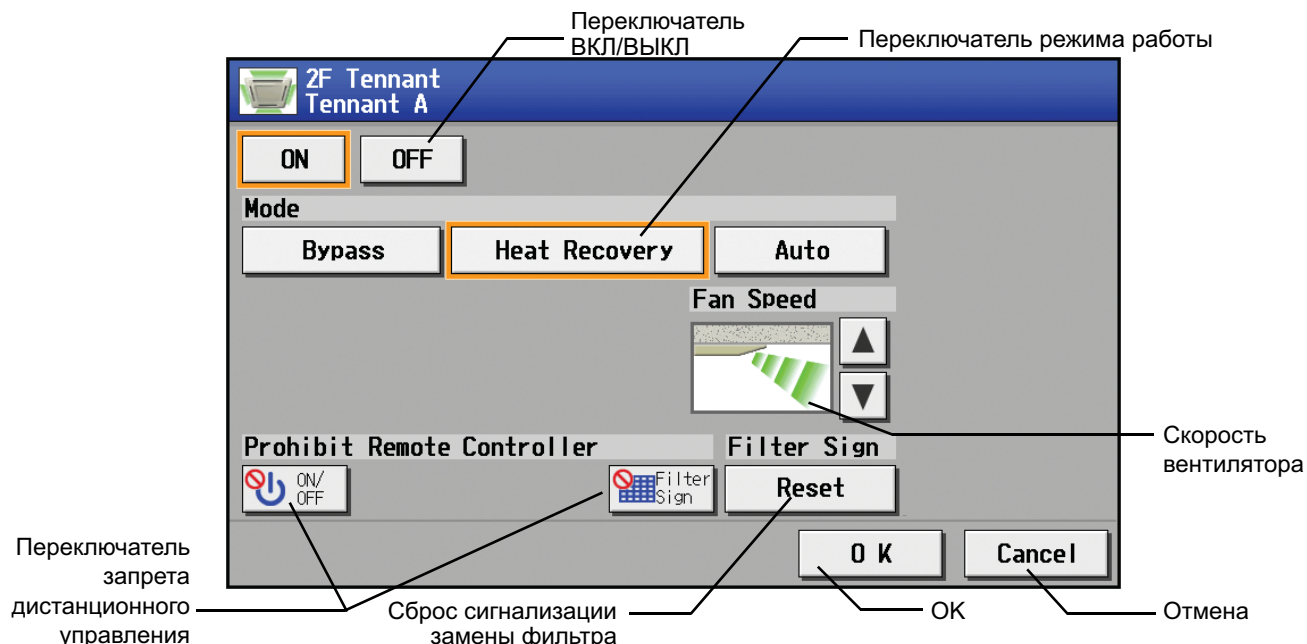 Переключатель
ВКЛ/ВЫКЛ
Переключатель режима работы
2F Tennant
Tennant A
ON OFF
Mode
Bypass Heat Recovery Auto
Fan Speed
Скорость
вентилятора
Prohibit Remote Controller Filter Sign
ON/
OFF
Filter
Sign
Reset
O K Cancel
Переключатель
запрета
дистанционного
управления
Сброс сигнализации
замены фильтра
OK
Отмена